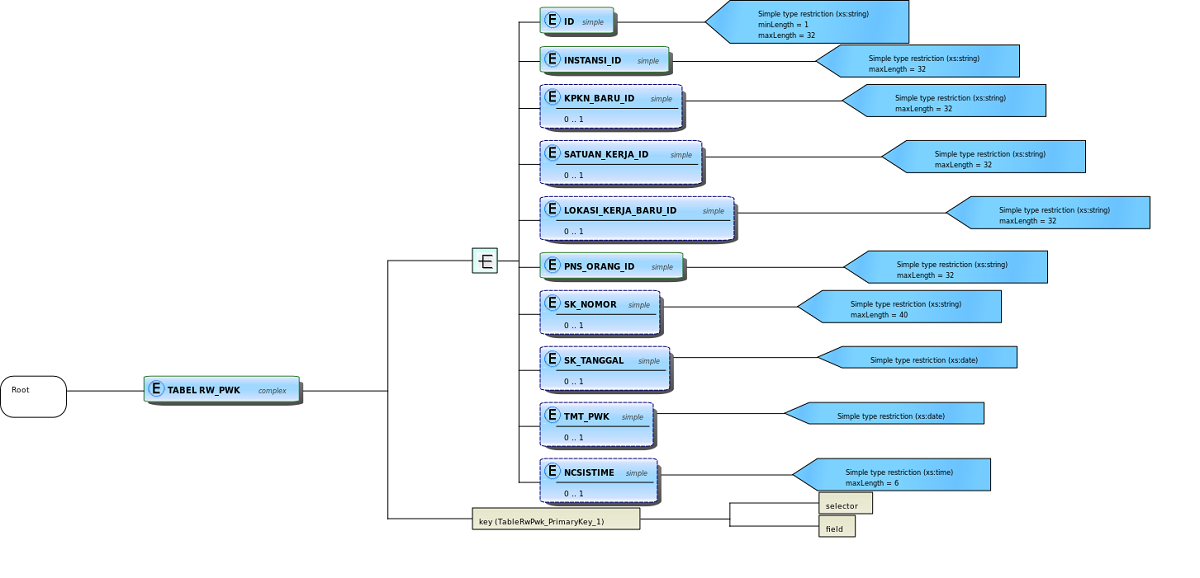 E ID simple
Simple type restriction (xs:string)
minLength = 1
maxLength = 32
E INSTANSI_ID simple
Simple type restriction (xs:string)
maxLength = 32
E KPKN_BARU_ID simple
0 .. 1
Simple type restriction (xs:string)
maxLength = 32
E SATUAN_KERJA_ID simple
0 .. 1
Simple type restriction (xs:string)
maxLength = 32
E LOKASI_KERJA_BARU_ID simple
0 .. 1
Simple type restriction (xs:string)
maxLength = 32
E PNS_ORANG_ID simple
Simple type restriction (xs:string)
maxLength = 32
E SK_NOMOR simple
0 .. 1
Simple type restriction (xs:string)
maxLength = 40
E SK_TANGGAL simple
0 .. 1
Simple type restriction (xs:date)
Root
E TABEL RW_PWK complex
E TMT_PWK simple
0 .. 1
Simple type restriction (xs:date)
E NCSISTIME simple
0 .. 1
Simple type restriction (xs:time)
maxLength = 6
key (TableRwPwk_PrimaryKey_1)
selector
field